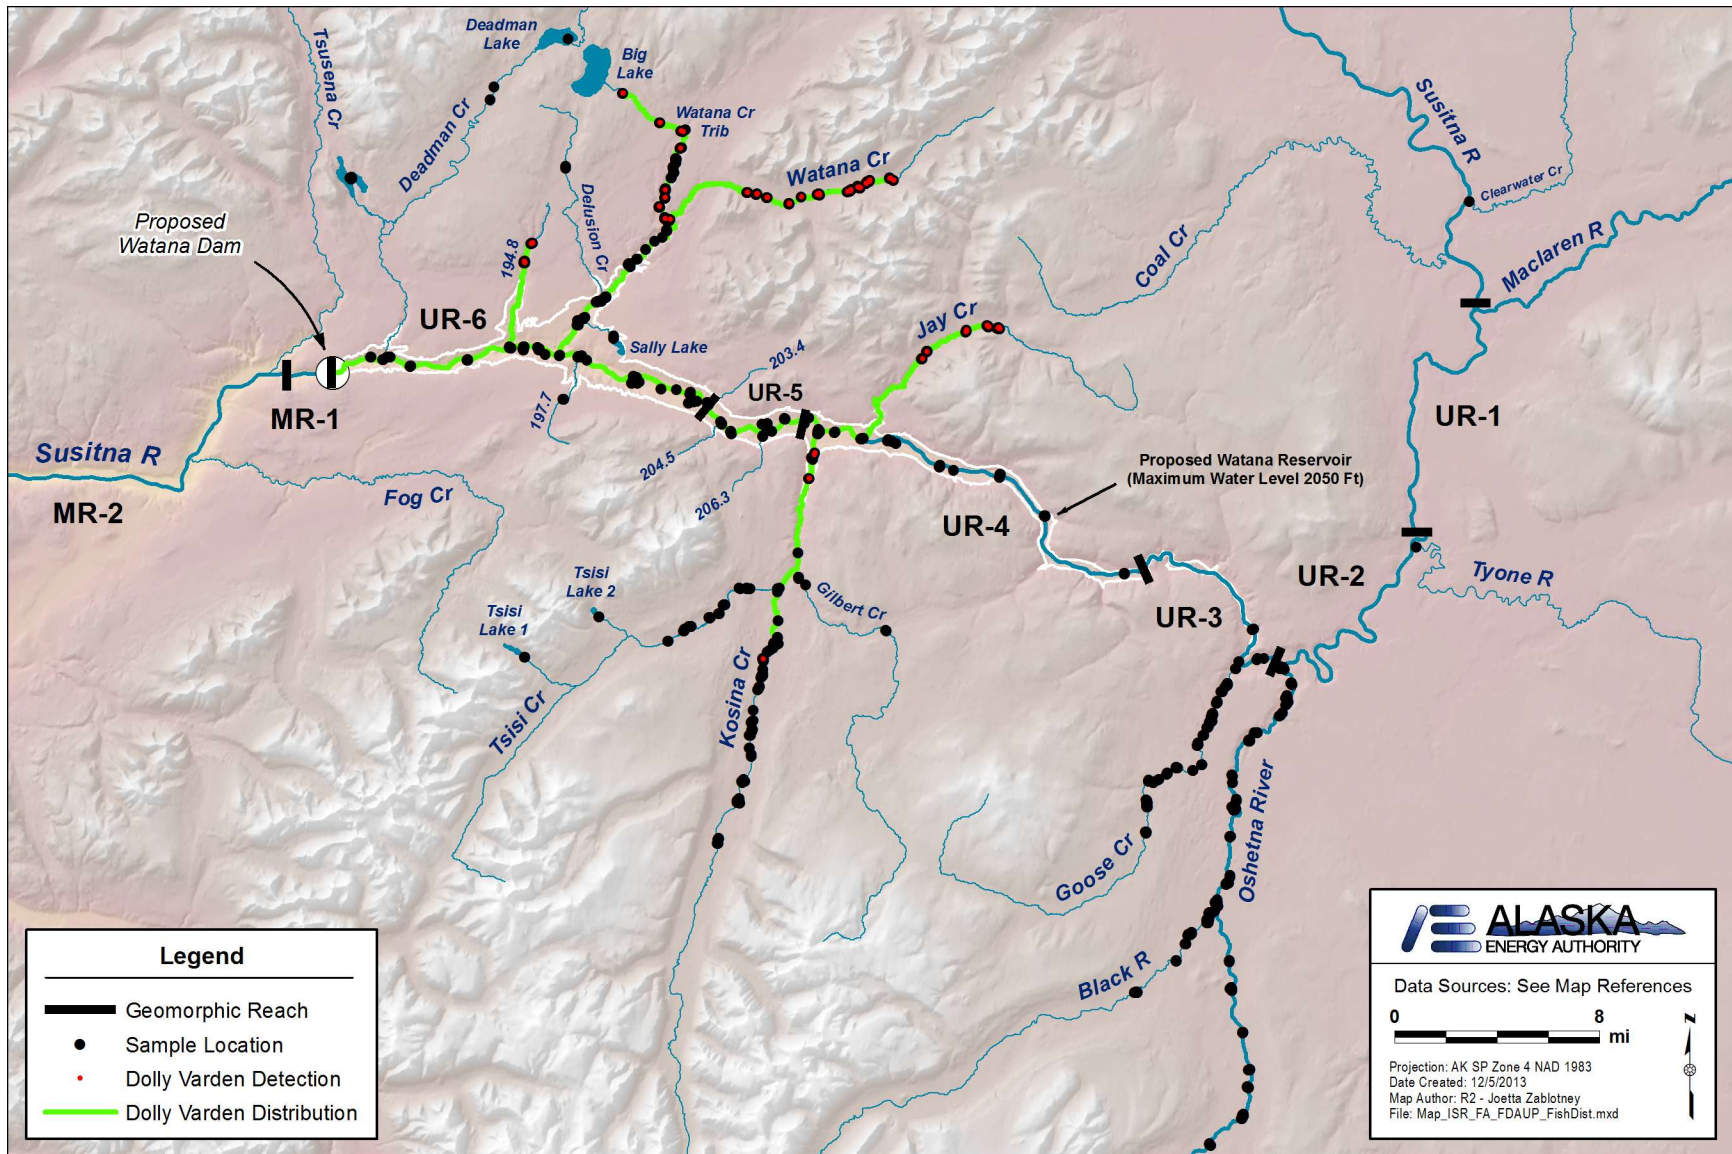 Deadman
Lake
Big
Lake
Tsusena Cr
Deadman Cr
Watana Cr
Trib
Watana Cr
Susitna R
Clearwater Cr
Maclaren R
Coal Cr
Proposed
Watana Dam
194.8
Delusion Cr
UR-6
Jay Cr
Sally Lake
203.4
UR-5
197.7
MR-1
UR-1
Susitna R
204.5
Proposed Watana Reservoir
(Maximum Water Level 2050 Ft)
Fog Cr
206.3
MR-2
UR-4
Tsisi
Lake 2
Gilbert Cr
UR-2
Tyone R
Tsisi
Lake 1
UR-3
Kosina Cr
Tsisi Cr
Goose Cr
Oshetna River
Black R
Legend
Geomorphic Reach
Sample Location
Dolly Varden Detection
Dolly Varden Distribution
ALASKA
ENERGY AUTHORITY
Data Sources: See Map References
0 8
mi
N
Projection: AK SP Zone 4 NAD 1983
Date Created: 12/5/2013
Map Author: R2 - Joetta Zablotney
File: Map_ISR_FA_FDAUP_FishDist.mxd